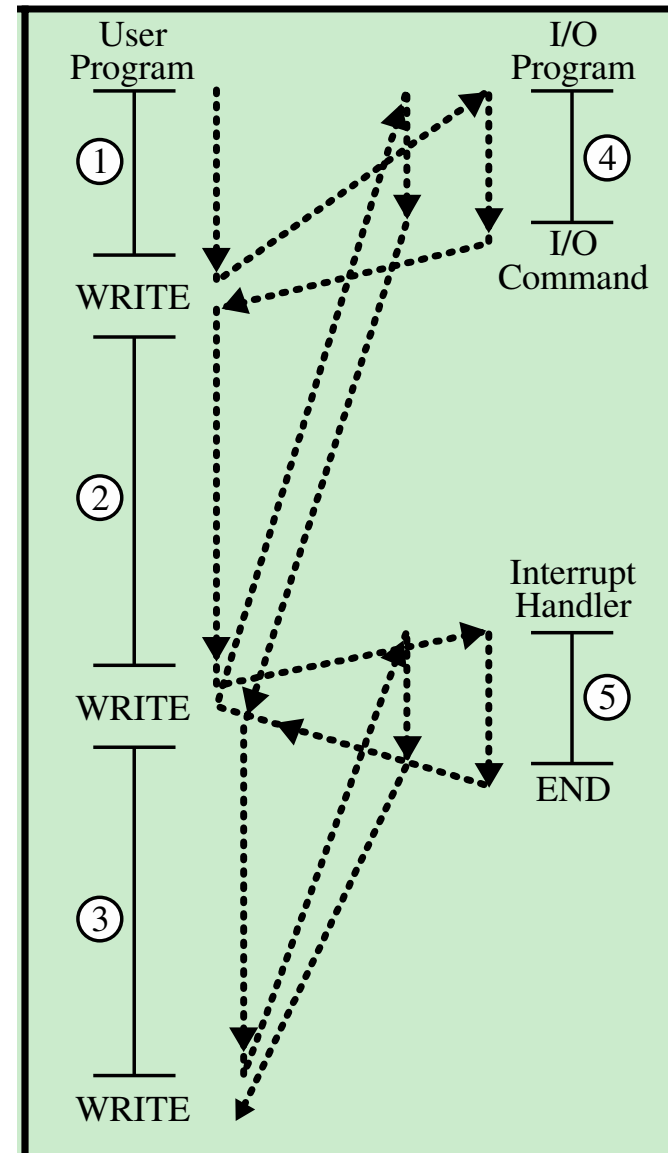 User
Program
I/O
Program
1
4
I/O
Command
WRITE
2
Interrupt
Handler
5
WRITE
END
3
WRITE